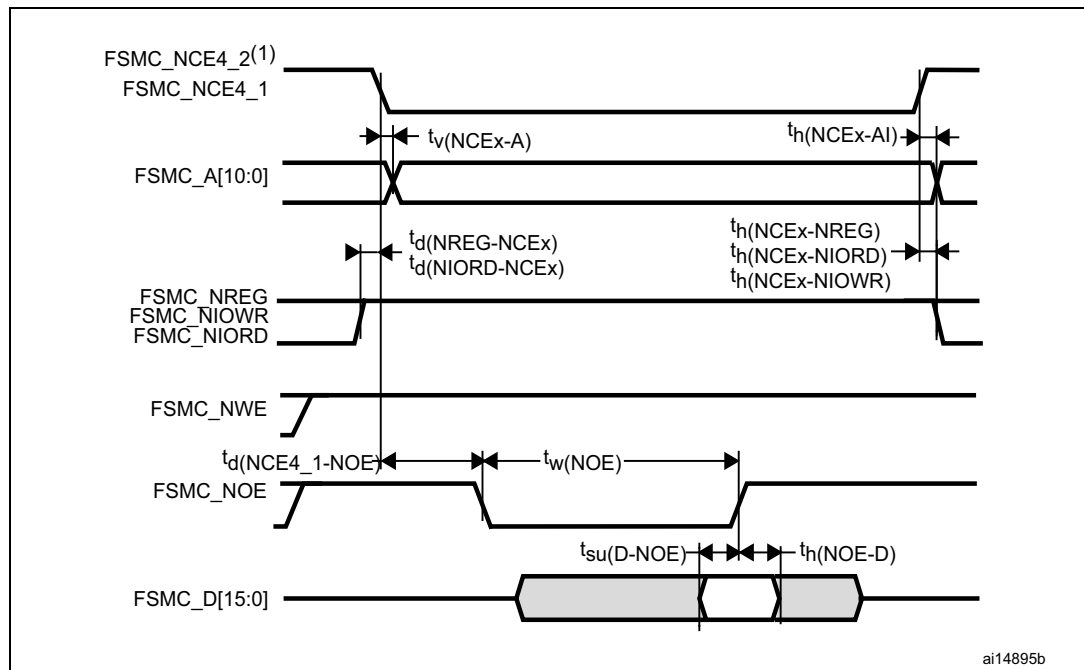 FSMC_NCE4_2(1)
FSMC_NCE4_1
tv(NCEx-A)
th(NCEx-AI)
FSMC_A[10:0]
td(NREG-NCEx)
td(NIORD-NCEx)
th(NCEx-NREG)
th(NCEx-NIORD)
th(NCEx-NIOWR)
FSMC_NREG
FSMC_NIOWR
FSMC_NIORD
FSMC_NWE
td(NCE4_1-NOE)
tw(NOE)
FSMC_NOE
tsu(D-NOE)
th(NOE-D)
FSMC_D[15:0]
ai14895b